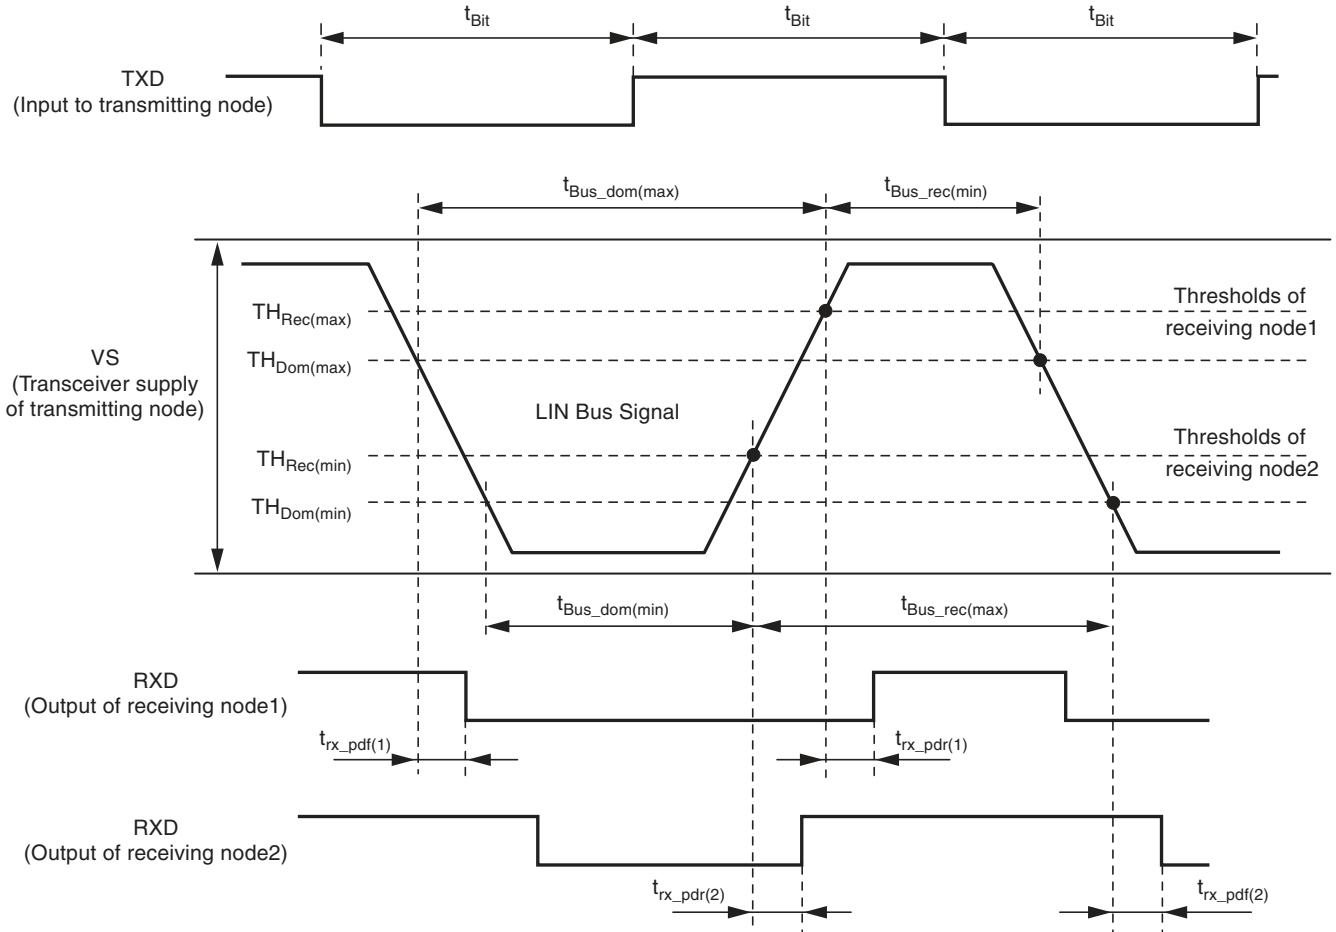 tBit
tBit
tBit
TXD
(Input to transmitting node)
tBus_dom(max)
tBus_rec(min)
THRec(max)
Thresholds of
receiving node1
VS
(Transceiver supply
of transmitting node)
THDom(max)
LIN Bus Signal
THRec(min)
Thresholds of
receiving node2
THDom(min)
tBus_dom(min)
tBus_rec(max)
RXD
(Output of receiving node1)
trx_pdf(1)
trx_pdr(1)
RXD
(Output of receiving node2)
trx_pdr(2)
trx_pdf(2)